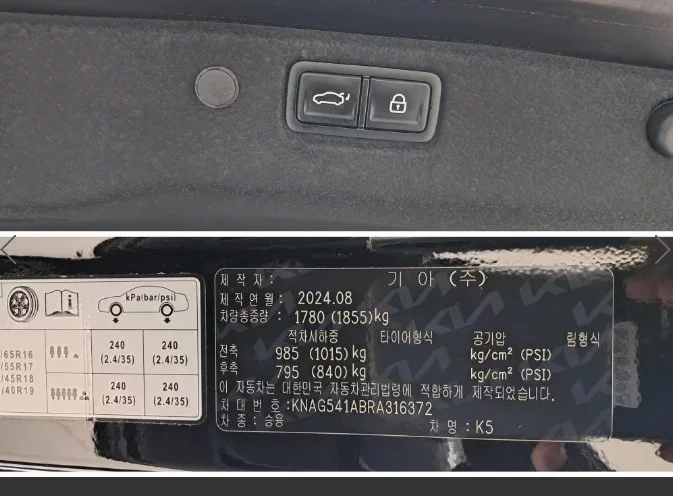 제 작 자 : 기 아 (주)
제 작 연 월 : 2024.08
차량총중량 : 1780 (1855)kg
적차시하중 타이어형식 공기압 림형식
전축 985 (1015) kg kg/cm² (PSI)
후축 795 (840) kg kg/cm² (PSI)
이 자동차는 대한민국 자동차관리법령에 적합하게 제작되었습니다.
차 대 번 호 :KNAG541ABRA316372
차 종 : 승용 차 명 : K5
kPa(bar/psi)
/65R16
/55R17
/45R18
/40R19
240 240
(2.4/35) (2.4/35)
240 240
(2.4/35) (2.4/35)